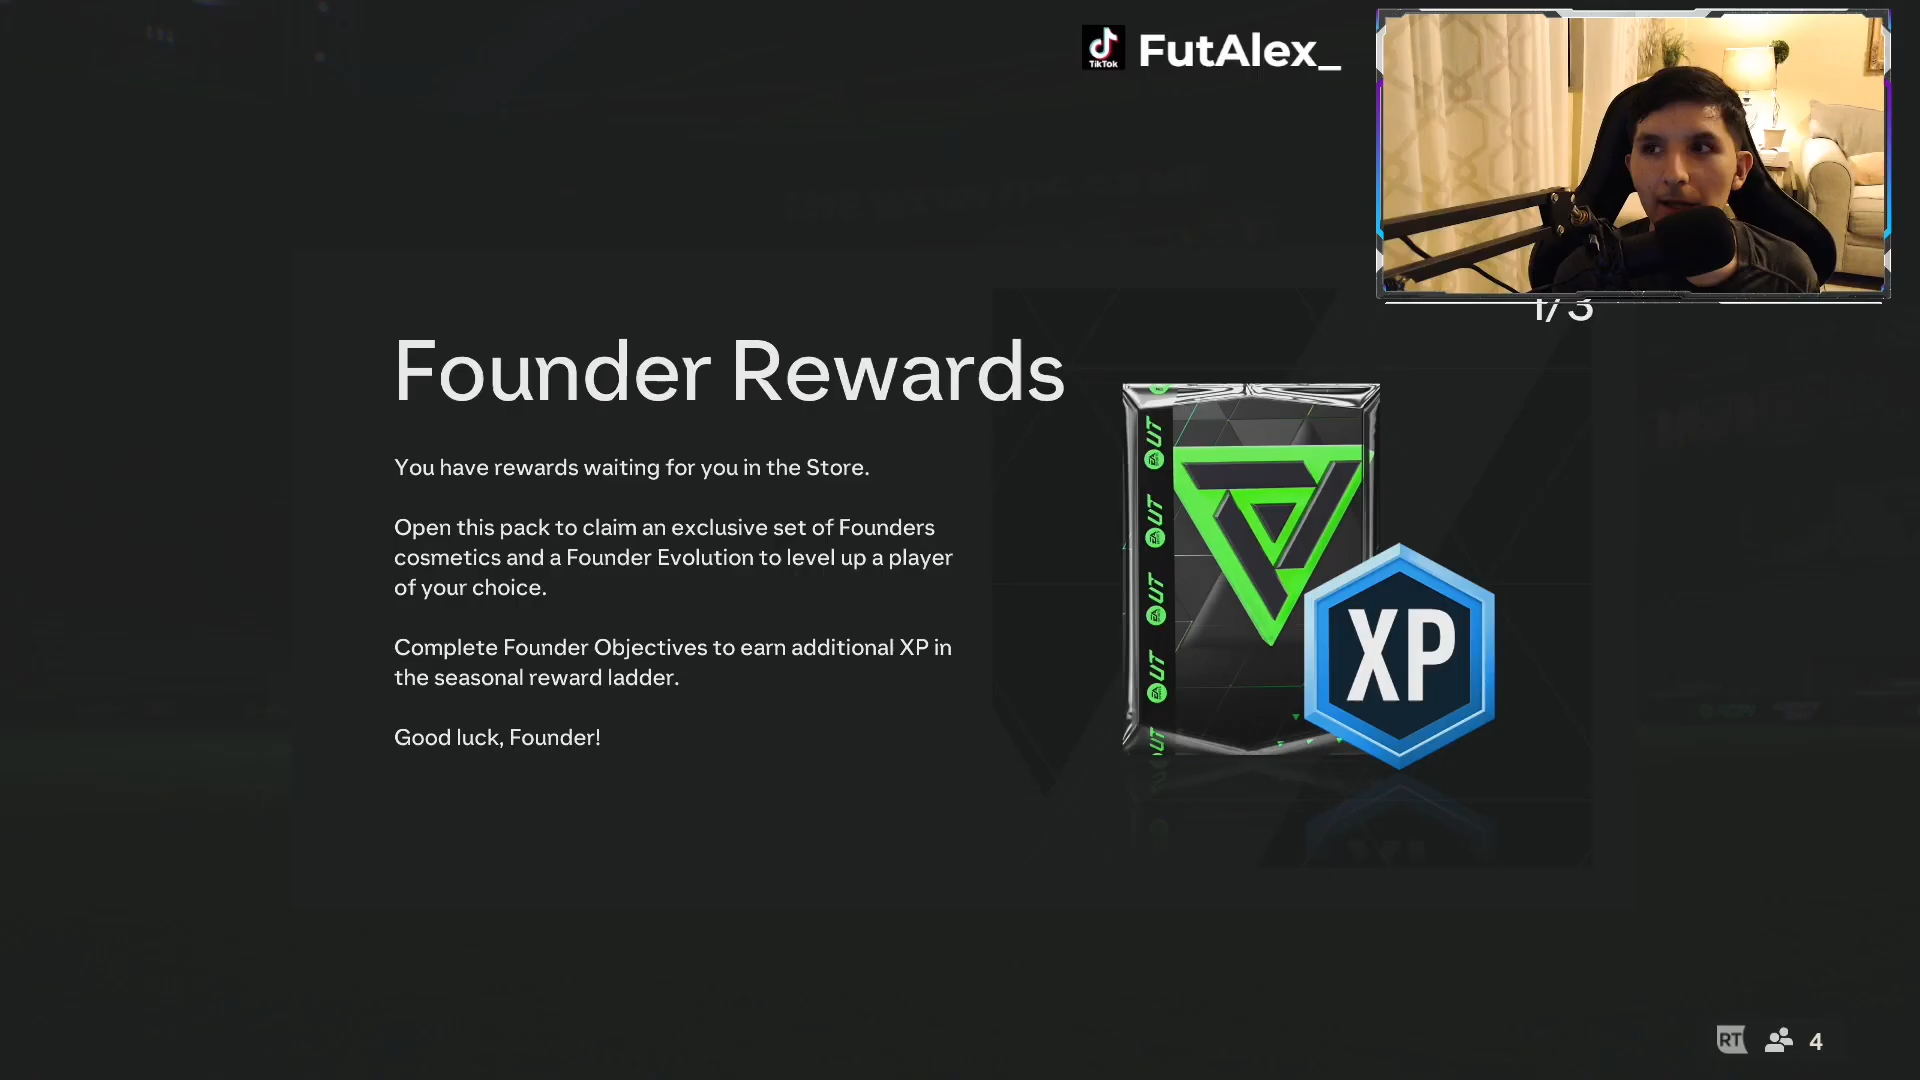 TikTok
FutAlex_
1/3
Founder Rewards
You have rewards waiting for you in the Store.
Open this pack to claim an exclusive set of Founders
cosmetics and a Founder Evolution to level up a player
of your choice.
Complete Founder Objectives to earn additional XP in
the seasonal reward ladder.
Good luck, Founder!
UT
UT
UT
UT
UT
XP
RT
4